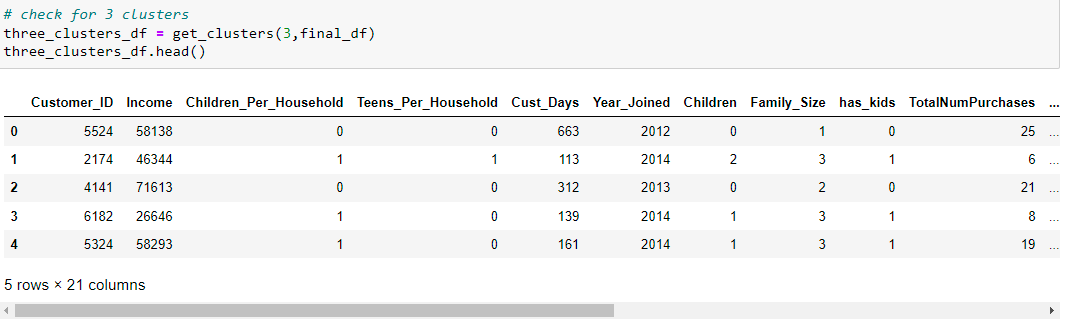 # check for 3 clusters
three_clusters_df = get_clusters(3,final_df)
three_clusters_df.head()
Customer_ID Income Children_Per_Household Teens_Per_Household Cust_Days Year_Joined Children Family_Size has_kids TotalNumPurchases ...
0 5524 58138 0 0 663 2012 0 1 0 25 ...
1 2174 46344 1 1 113 2014 2 3 1 6 ...
2 4141 71613 0 0 312 2013 0 2 0 21 ...
3 6182 26646 1 0 139 2014 1 3 1 8 ...
4 5324 58293 1 0 161 2014 1 3 1 19 ...
5 rows × 21 columns